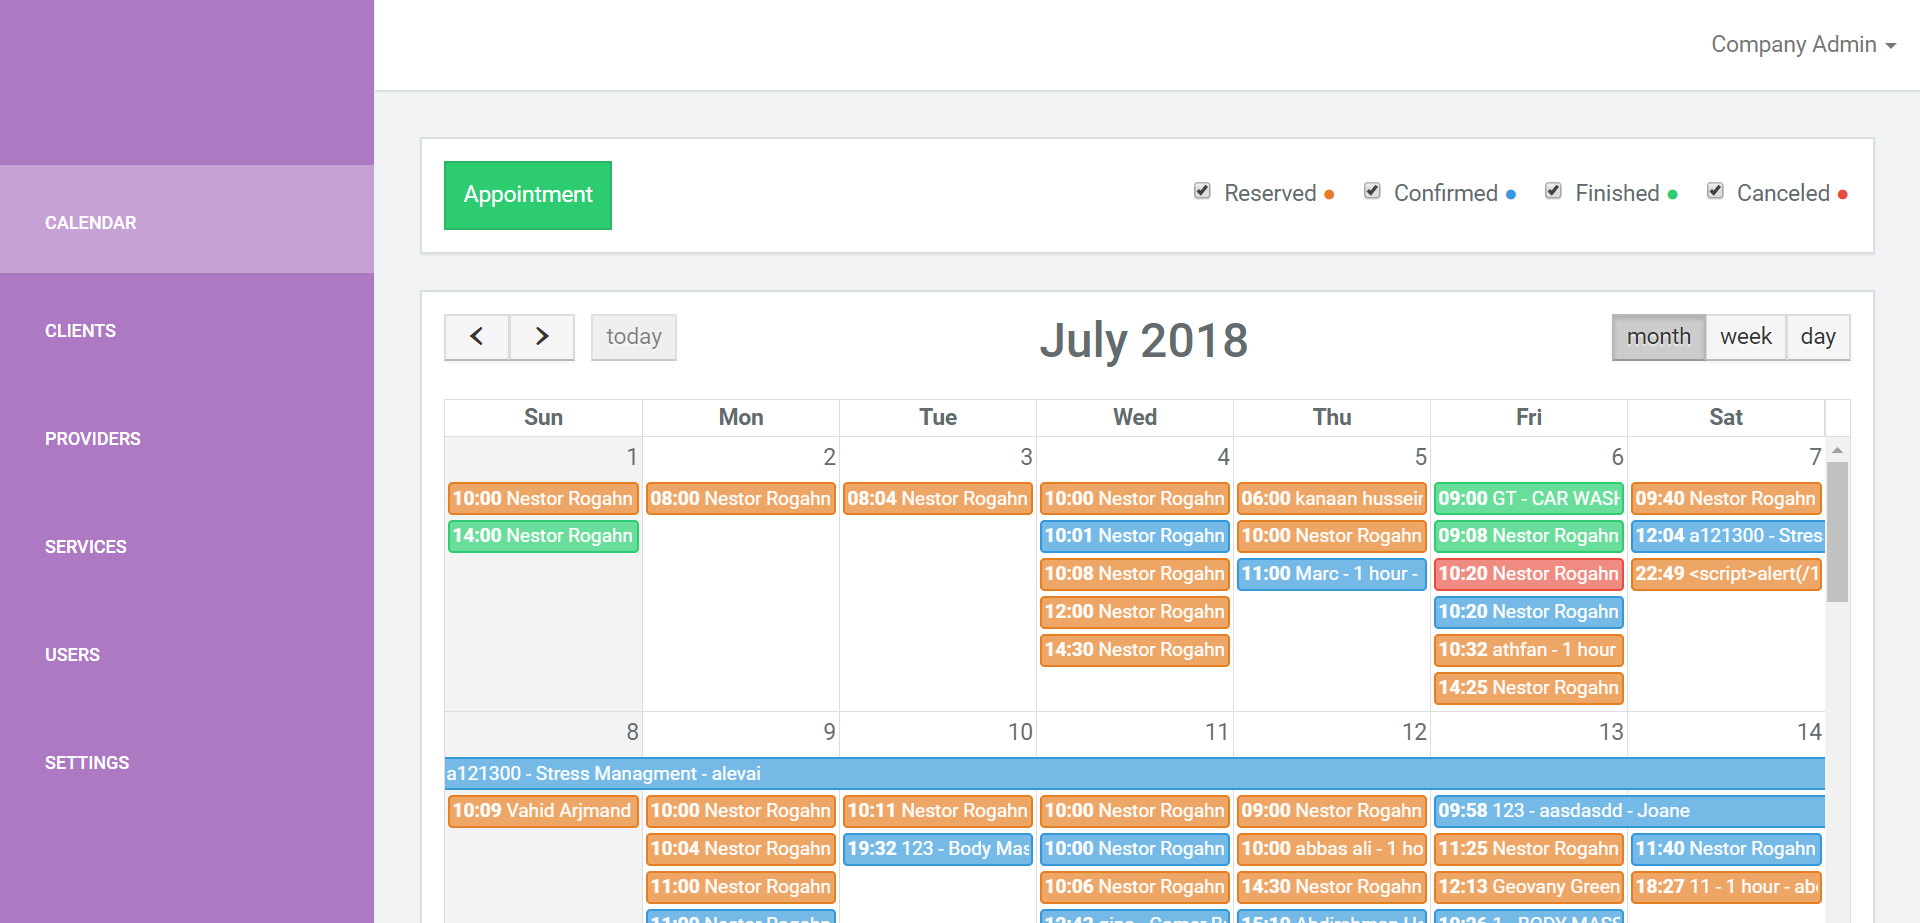 Company Admin
CALENDAR
CLIENTS
PROVIDERS
SERVICES
USERS
SETTINGS
Appointment
Reserved
Confirmed
Finished
Canceled
today
July 2018
month week day
Sun Mon Tue Wed Thu Fri Sat
1 2 3 4 5 6 7
10:00 Nestor Rogahn
14:00 Nestor Rogahn
08:00 Nestor Rogahn
08:04 Nestor Rogahn
10:00 Nestor Rogahn
10:01 Nestor Rogahn
10:08 Nestor Rogahn
12:00 Nestor Rogahn
14:30 Nestor Rogahn
06:00 kanaan hussein
10:00 Nestor Rogahn
11:00 Marc - 1 hour -
09:00 GT - CAR WASH
09:08 Nestor Rogahn
10:20 Nestor Rogahn
10:20 Nestor Rogahn
10:32 athfan - 1 hour
14:25 Nestor Rogahn
09:40 Nestor Rogahn
12:04 a121300 - Stres
22:49 <script>alert(/1
8 9 10 11 12 13 14
a121300 - Stress Managment - alevai
10:09 Vahid Arjmand
10:00 Nestor Rogahn
10:04 Nestor Rogahn
11:00 Nestor Rogahn
11:00 Nestor Rogahn
10:11 Nestor Rogahn
19:32 123 - Body Mas
10:00 Nestor Rogahn
10:00 Nestor Rogahn
10:06 Nestor Rogahn
09:00 Nestor Rogahn
10:00 abbas ali - 1 ho
14:30 Nestor Rogahn
09:58 123 - aasdasdd - Joane
11:25 Nestor Rogahn
12:13 Geovany Green
11:40 Nestor Rogahn
18:27 11 - 1 hour - abc